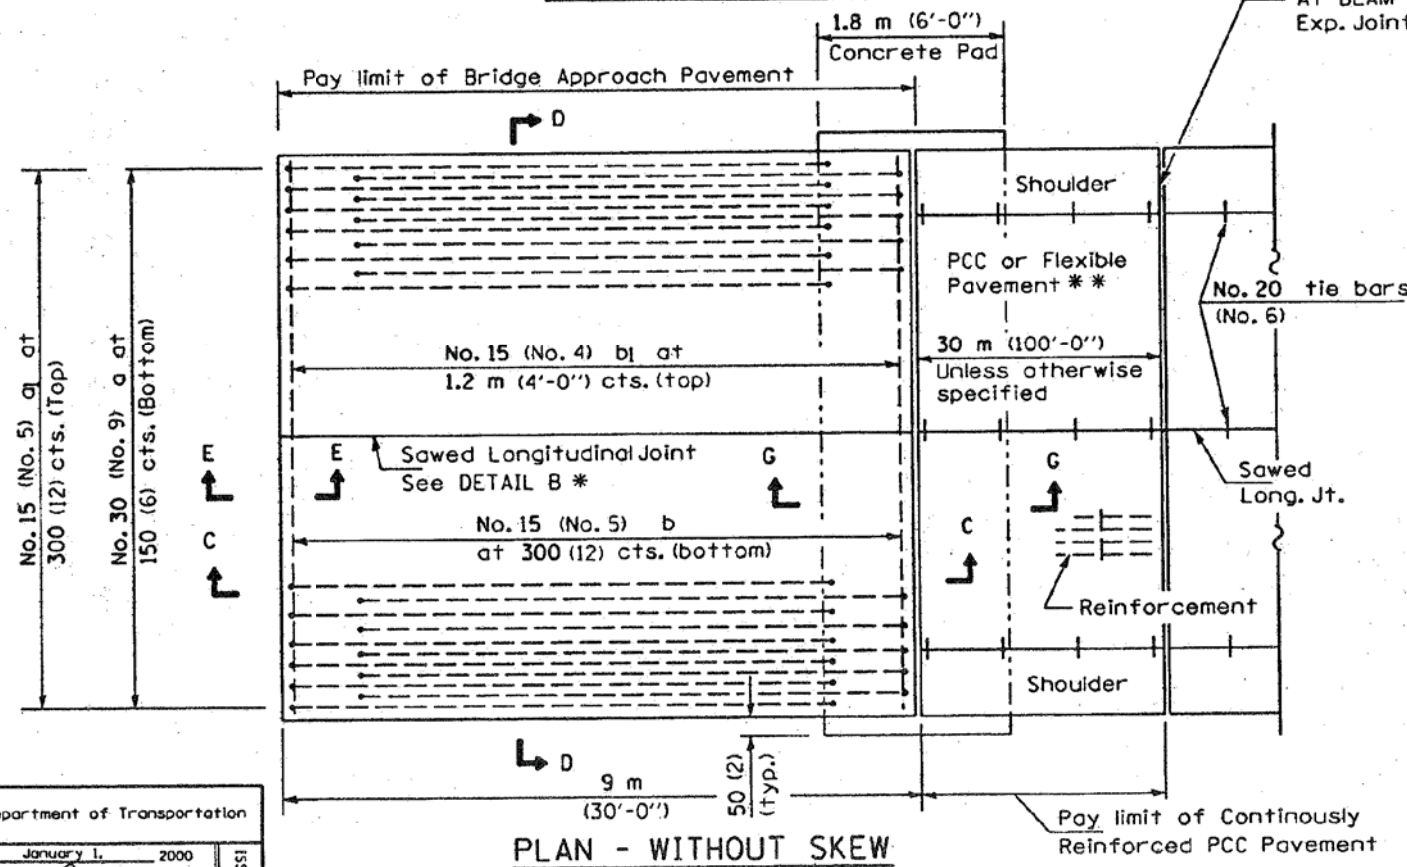 1.8 m (6'-0")
Concrete Pad
AT BEAM
Exp. Joint
Pay limit of Bridge Approach Pavement
D
Shoulder
PCC or Flexible
Pavement * *
No. 20 tie bars
(No. 6)
No. 15 (No. 4) b1 at
1.2 m (4'-0") cts. (top)
30 m (100'-0")
Unless otherwise
specified
No. 15 (No. 5) a1 at
300 (12) cts. (Top)
No. 30 (No. 9) a at
150 (6) cts. (Bottom)
E
E
Sawed Longitudinal Joint
See DETAIL B *
G
G
Sawed
Long. Jt.
C
No. 15 (No. 5) b
at 300 (12) cts. (bottom)
C
Reinforcement
Shoulder
D
9 m
(30'-0")
50 (2)
(typ.)
Pay limit of Continously
Reinforced PCC Pavement
partment of Transportation
January 1, 2000
PLAN - WITHOUT SKEW